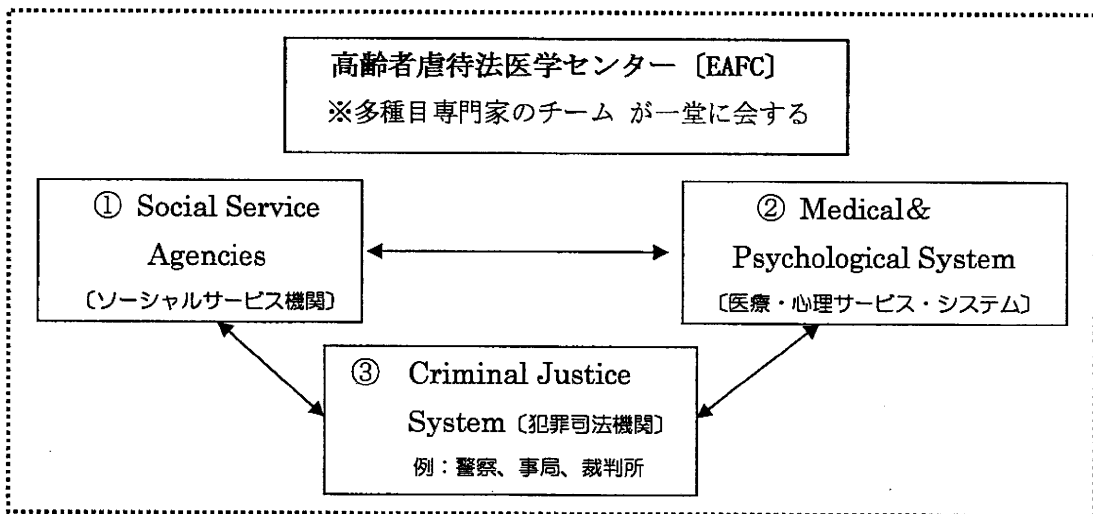 高齢者虐待法医学センター〔EAFC〕
※多種目専門家のチーム が一堂に会する
① Social Service
Agencies
〔ソーシャルサービス機関〕
② Medical&
Psychological System
〔医療・心理サービス・システム〕
③ Criminal Justice
System〔犯罪司法機関〕
例：警察、事局、裁判所